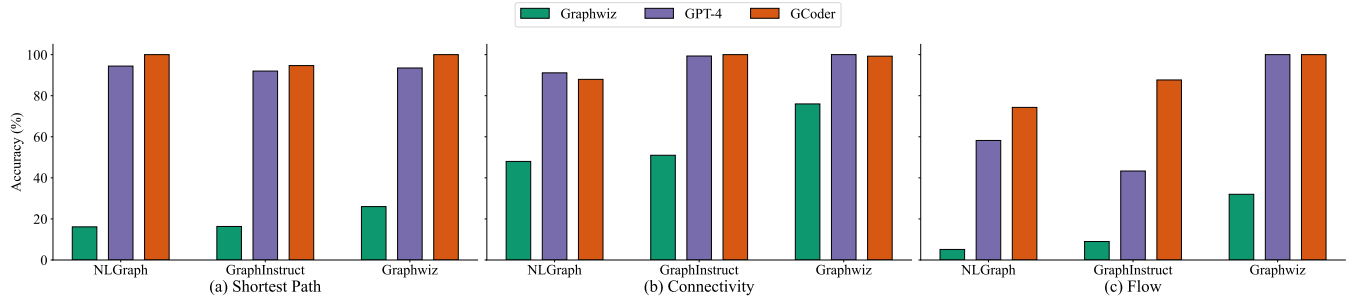 Graphwiz GPT-4 GCoder
Accuracy (%)
100
80
60
40
20
0
NLGraph GraphInstruct Graphwiz
(a) Shortest Path
NLGraph GraphInstruct Graphwiz
(b) Connectivity
NLGraph GraphInstruct Graphwiz
(c) Flow